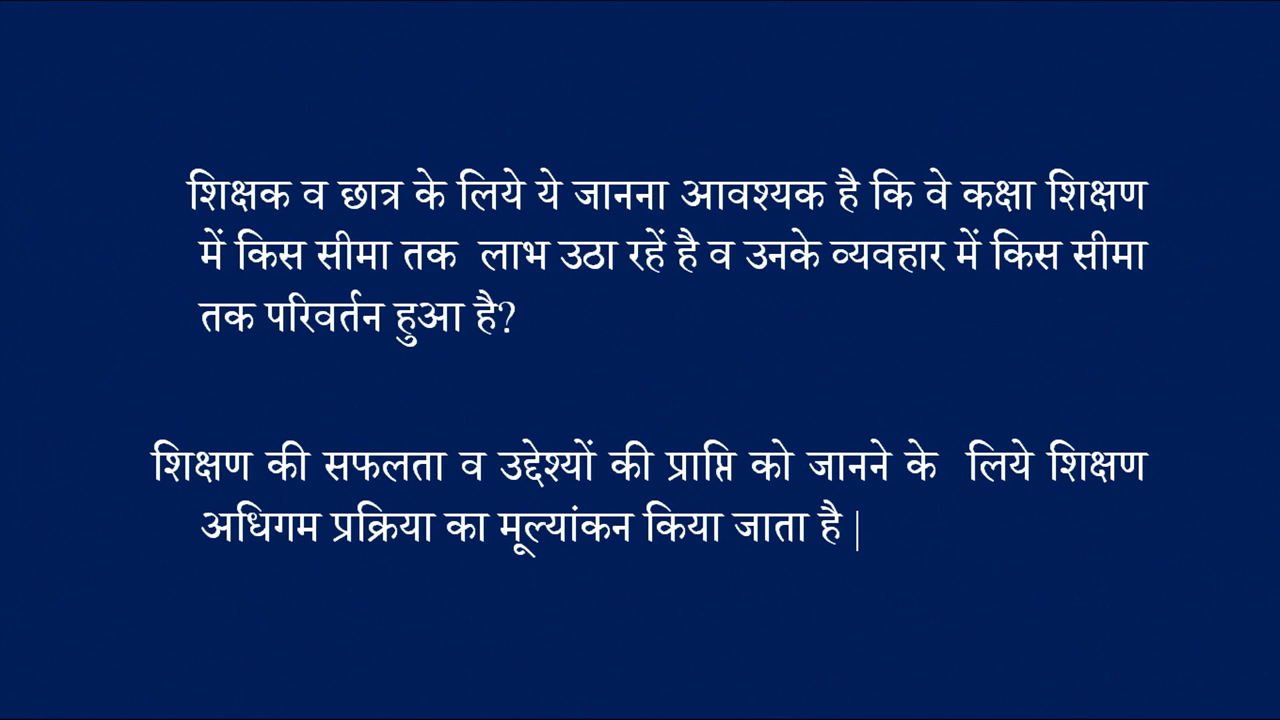 शिक्षक व छात्र के लिये ये जानना आवश्यक है कि वे कक्षा शिक्षण
में किस सीमा तक लाभ उठा रहें है व उनके व्यवहार में किस सीमा
तक परिवर्तन हुआ है?
शिक्षण की सफलता व उद्देश्यों की प्राप्ति को जानने के लिये शिक्षण
अधिगम प्रक्रिया का मूल्यांकन किया जाता है |